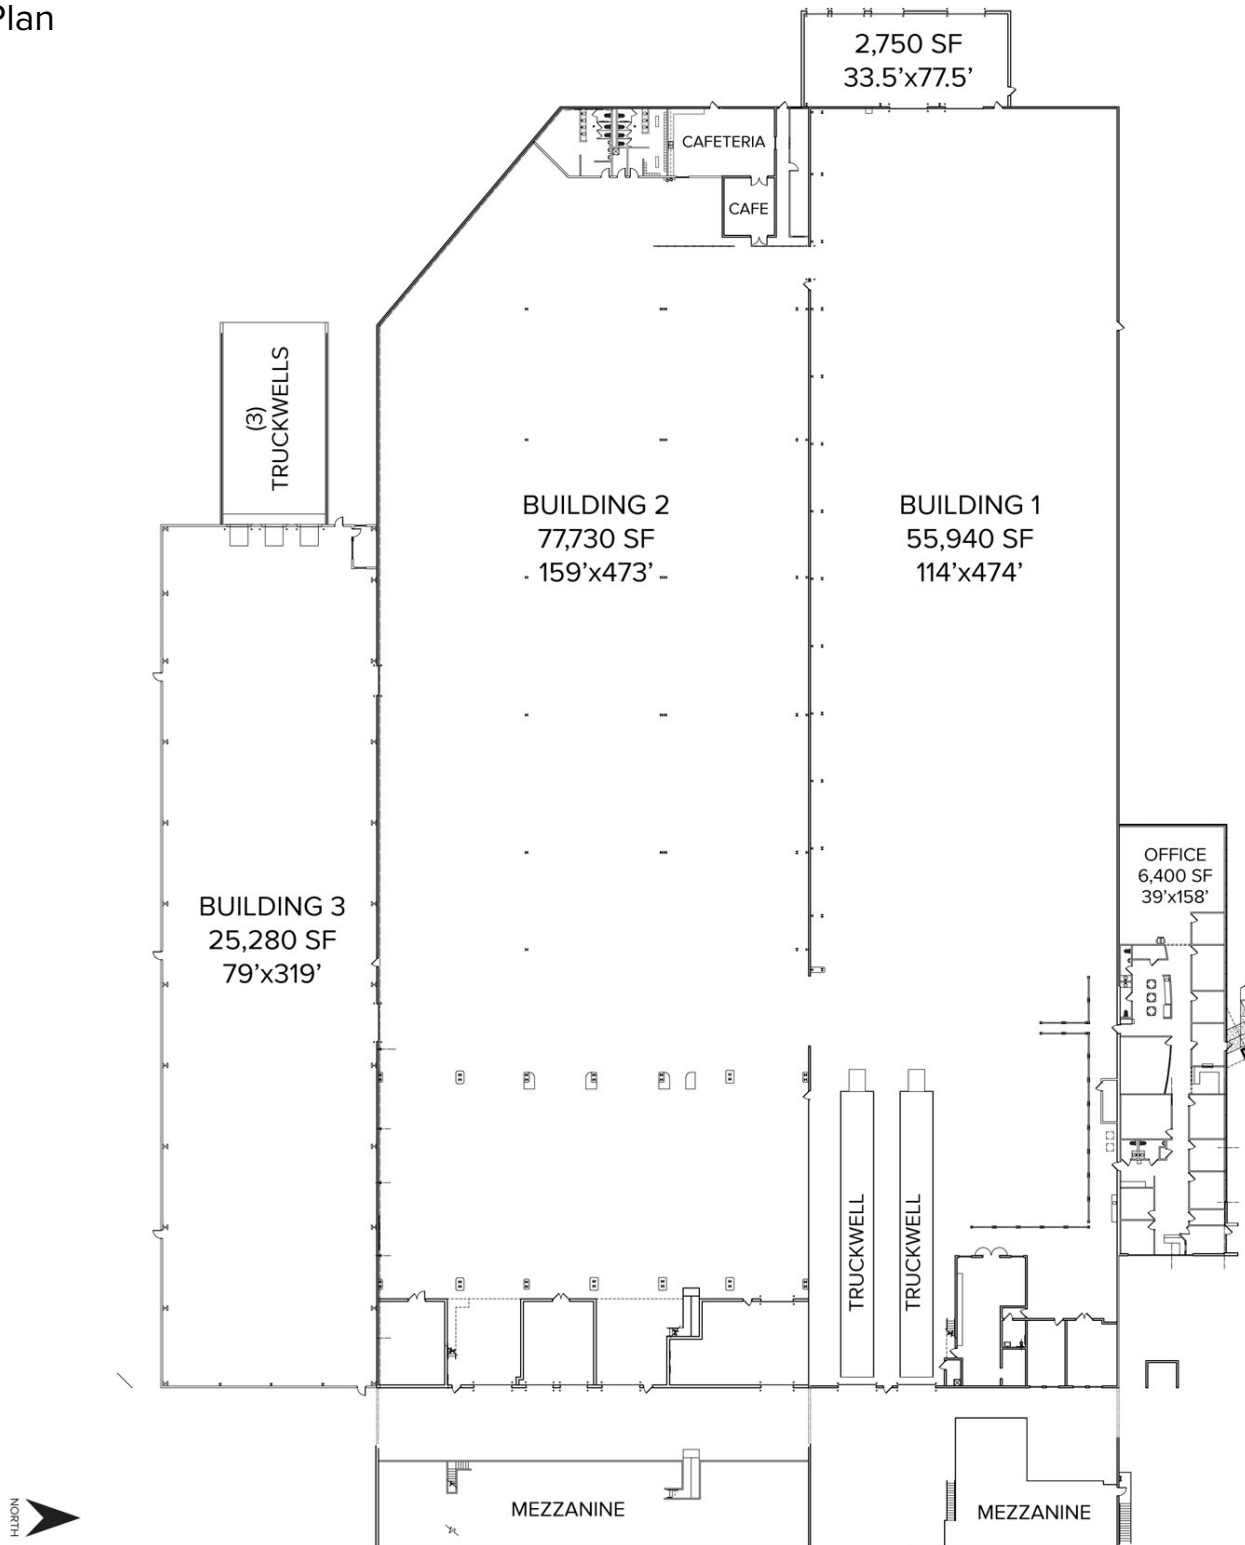 Plan
2,750 SF
33.5’x77.5’
CAFETERIA
CAFE
(3)
TRUCKWELLS
BUILDING 2
77,730 SF
159’x473’
BUILDING 1
55,940 SF
114’x474’
OFFICE
6,400 SF
39’x158’
BUILDING 3
25,280 SF
79’x319’
TRUCKWELL
TRUCKWELL
MEZZANINE
MEZZANINE
NORTH